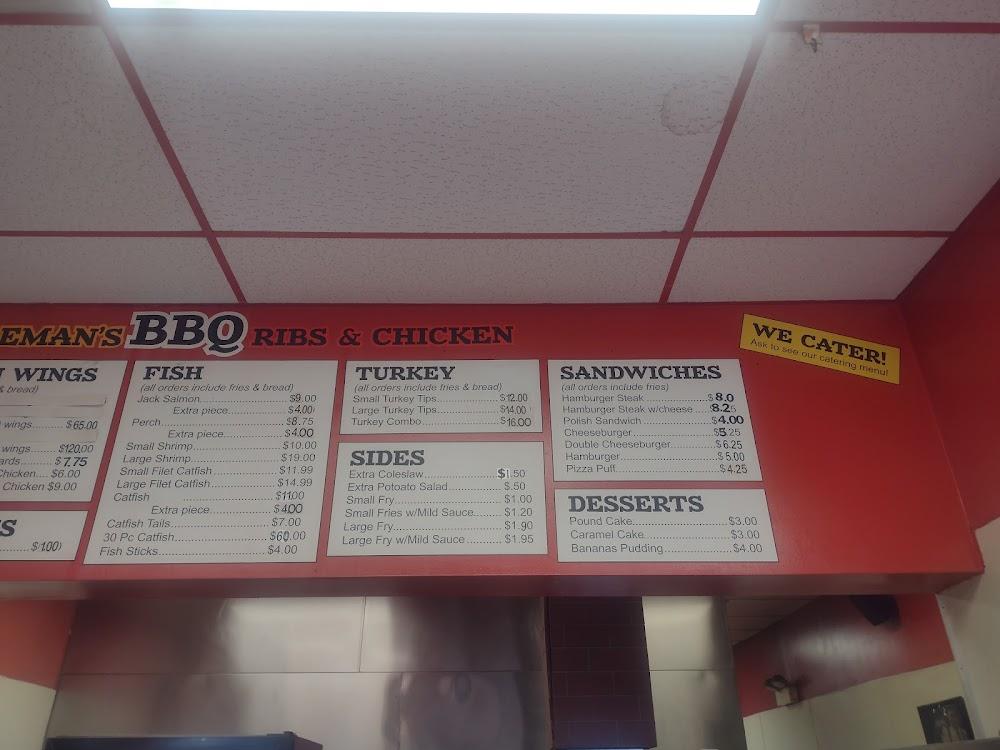 EMAN'S BBQ RIBS & CHICKEN
WE CATER!
Ask to see our catering menu!
WINGS
& bread)
wings........... $65.00
wings........... $120.00
ards...... $7.75
Chicken.... $6.00
Chicken $9.00
S
$1.00
FISH
(all orders include fries & bread)
Jack Salmon........................ $9.00
Extra piece................. $4.00
Perch................................. $8.75
Extra piece................... $4.00
Small Shrimp........................ $10.00
Large Shrimp........................ $19.00
Small Filet Catfish................. $11.99
Large Filet Catfish................. $14.99
Catfish ........................ $11.00
Extra piece................. $4.00
Catfish Tails......................... $7.00
30 Pc Catfish........................ $60.00
Fish Sticks............................ $4.00
TURKEY
(all orders include fries & bread)
Small Turkey Tips................. $12.00
Large Turkey Tips................. $14.00
Turkey Combo...................... $16.00
SIDES
Extra Coleslaw..................... $1.50
Extra Potoato Salad.............. $.50
Small Fry............................. $1.00
Small Fries w/Mild Sauce....... $1.20
Large Fry............................. $1.90
Large Fry w/Mild Sauce......... $1.95
SANDWICHES
(all orders include fries)
Hamburger Steak ................. $8.0
Hamburger Steak w/cheese .... 8.25
Polish Sandwich................... $4.00
Cheeseburger...................... $5.25
Double Cheeseburger............ $6.25
Hamburger.......................... $5.00
Pizza Puff............................ $4.25
DESSERTS
Pound Cake......................... $3.00
Caramel Cake...................... $3.00
Bananas Pudding................. $4.00